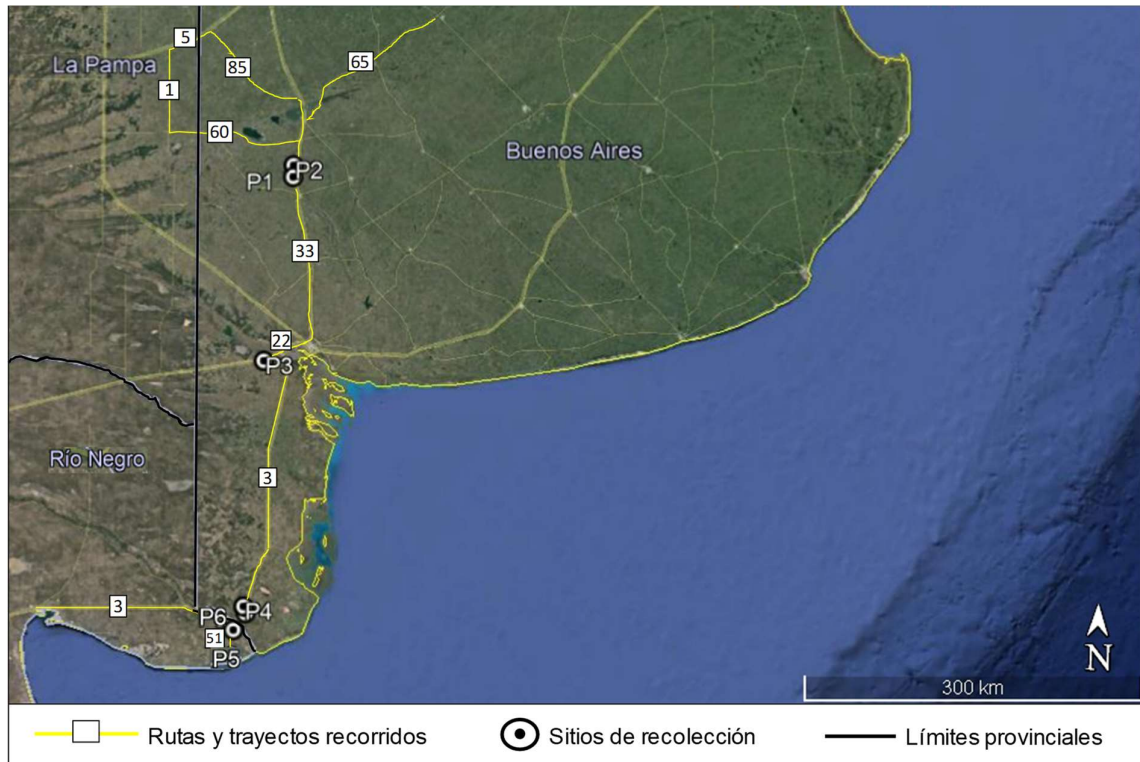 5
La Pampa
85
65
1
60
Buenos Aires
P1
P2
33
22
P3
Río Negro
3
3
P6
P4
51
P5
N
300 km
Rutas y trayectos recorridos
Sitios de recolección
Límites provinciales